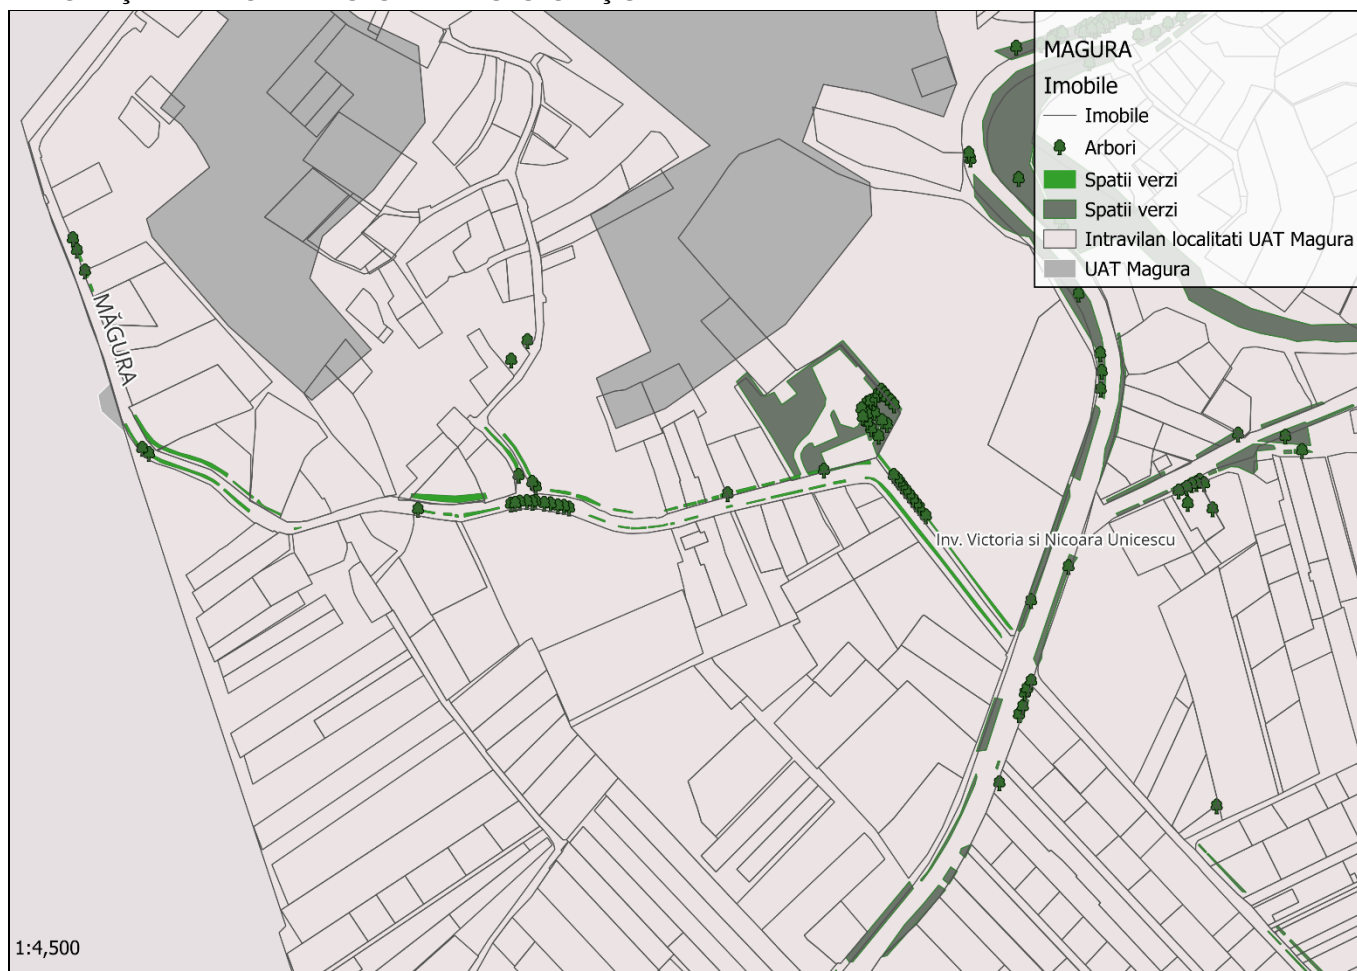 MAGURA
Imobile
Imobile
Arbori
Spatii verzi
Spatii verzi
Intravilan localitati UAT Magura
UAT Magura
MĂGURA
Inv. Victoria si Nicoara Unicescu
1:4,500